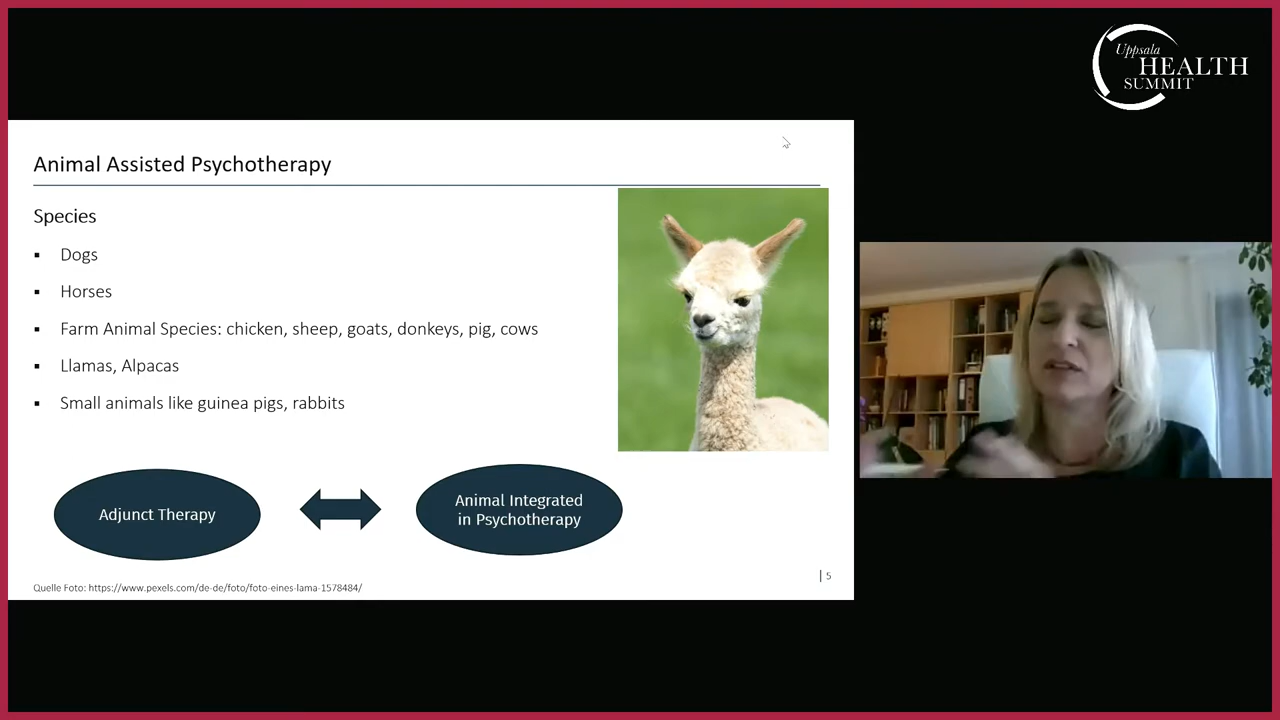 Uppsala
HEALTH
SUMMIT
Animal Assisted Psychotherapy
Species
▪ Dogs
▪ Horses
▪ Farm Animal Species: chicken, sheep, goats, donkeys, pig, cows
▪ Llamas, Alpacas
▪ Small animals like guinea pigs, rabbits
Adjunct Therapy
Animal Integrated
in Psychotherapy
| 5
Quelle Foto: https://www.pexels.com/de-de/foto/foto-eines-lama-1578484/